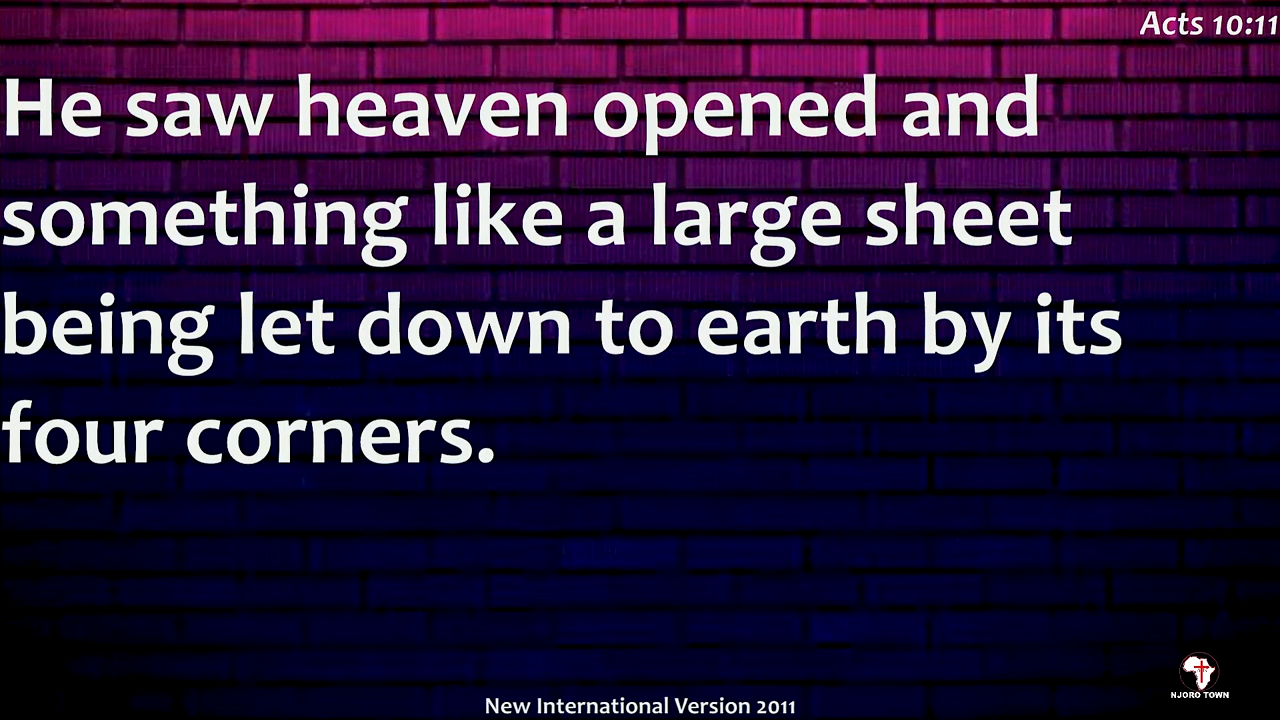 Acts 10:11
He saw heaven opened and
something like a large sheet
being let down to earth by its
four corners.
NJORO TOWN
New International Version 2011